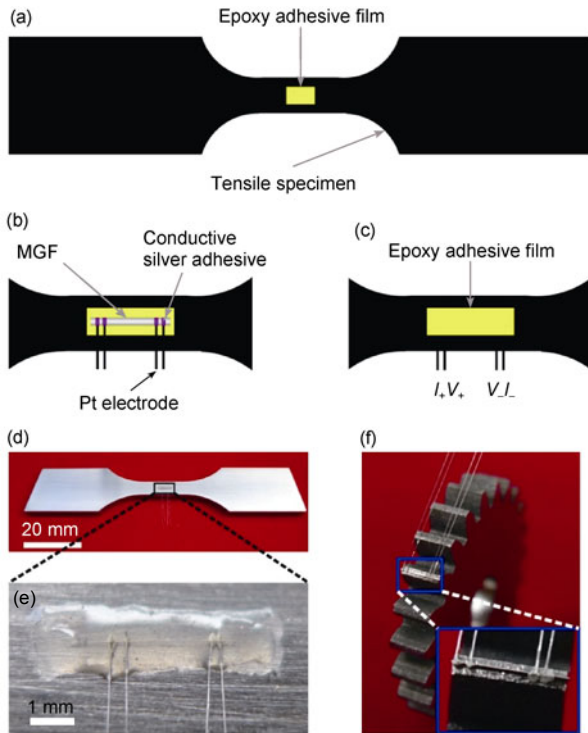 (a)
Epoxy adhesive film
Tensile specimen
(b)
MGF
Conductive
silver adhesive
Pt electrode
(c)
Epoxy adhesive film
I₊V₊ V₋I₋
(d)
20 mm
(e)
1 mm
(f)